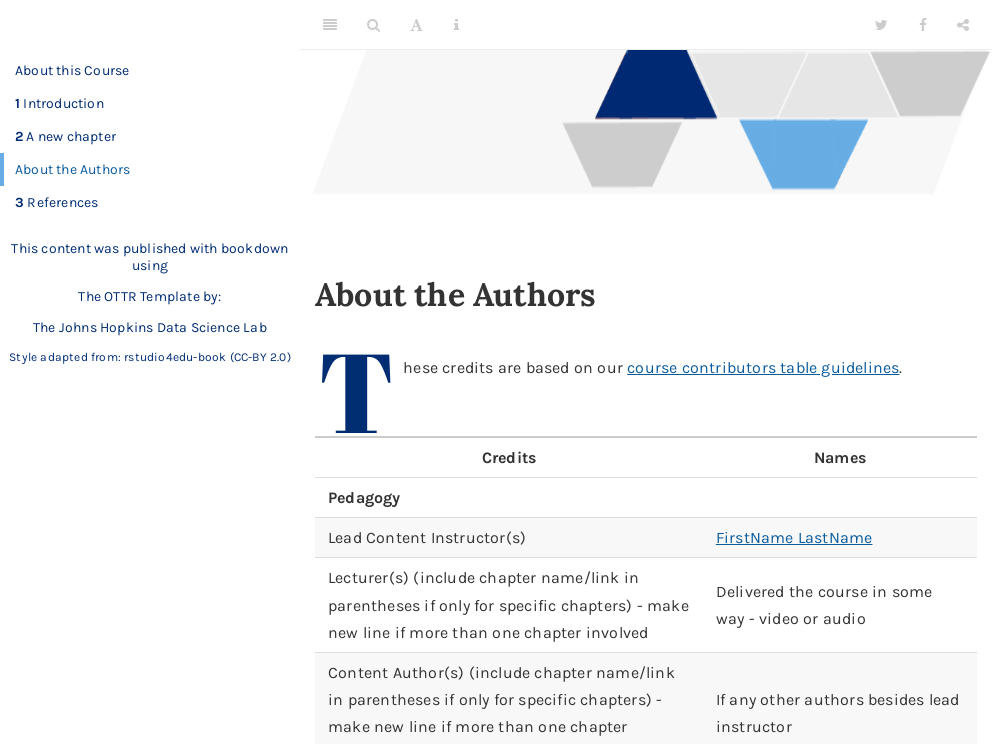 About this Course
1 Introduction
2 A new chapter
About the Authors
3 References
This content was published with bookdown
using
The OTTR Template by:
The Johns Hopkins Data Science Lab
Style adapted from: rstudio4edu-book (CC-BY 2.0)
About the Authors
These credits are based on our course contributors table guidelines.
Credits Names
Pedagogy
Lead Content Instructor(s) FirstName LastName
Lecturer(s) (include chapter name/link in
parentheses if only for specific chapters) - make
new line if more than one chapter involved
Delivered the course in some
way - video or audio
Content Author(s) (include chapter name/link
in parentheses if only for specific chapters) -
make new line if more than one chapter
If any other authors besides lead
instructor